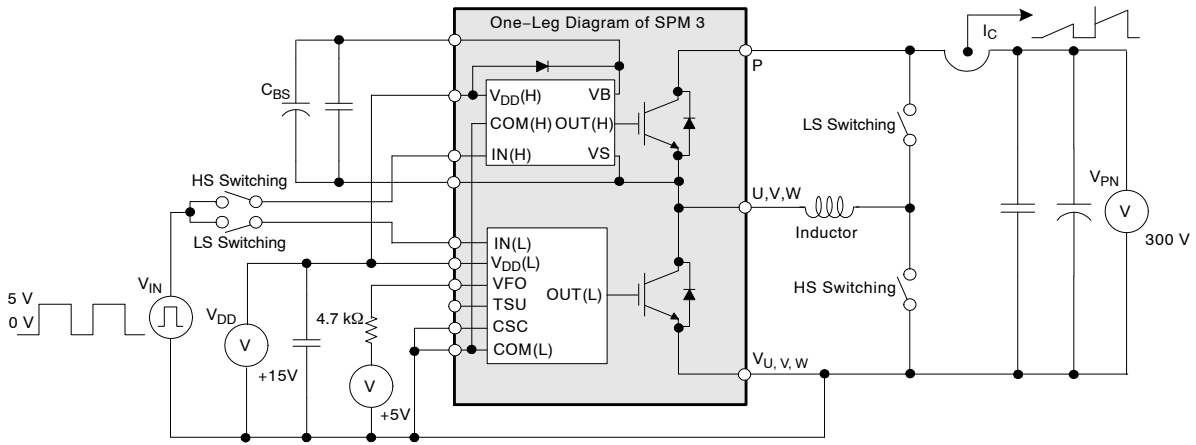 One−Leg Diagram of SPM 3
I_C
P
C_BS
V_DD(H)
VB
COM(H)
OUT(H)
LS Switching
IN(H)
VS
HS Switching
V_PN
U,V,W
V
300 V
Inductor
LS Switching
IN(L)
V_DD(L)
V_IN
VFO
OUT(L)
HS Switching
5 V
0 V
V_DD
4.7 kΩ
TSU
CSC
V
COM(L)
V_U, V, W
+15V
V
+5V